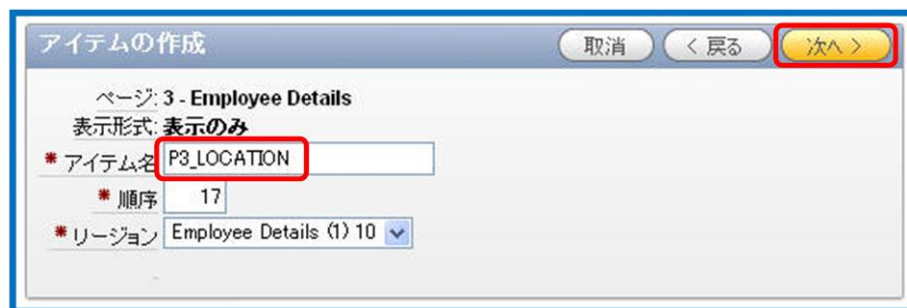 アイテムの作成
取消
< 戻る
次へ >
ページ: 3 - Employee Details
表示形式: 表示のみ
* アイテム名 P3_LOCATION
* 順序 17
* リージョン Employee Details (1) 10